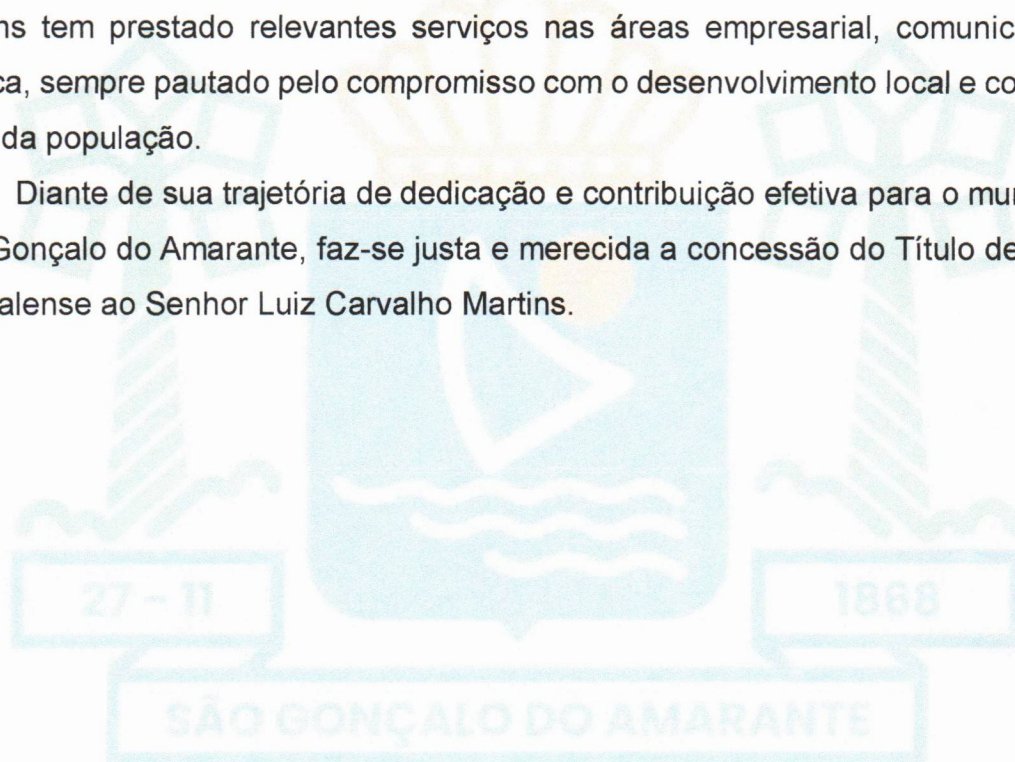 ns tem prestado relevantes serviços nas áreas empresarial, comunic
ca, sempre pautado pelo compromisso com o desenvolvimento local e co
da população.
Diante de sua trajetória de dedicação e contribuição efetiva para o mu
Gonçalo do Amarante, faz-se justa e merecida a concessão do Título de
alense ao Senhor Luiz Carvalho Martins.
27 – 11
1868
SÃO GONÇALO DO AMARANTE